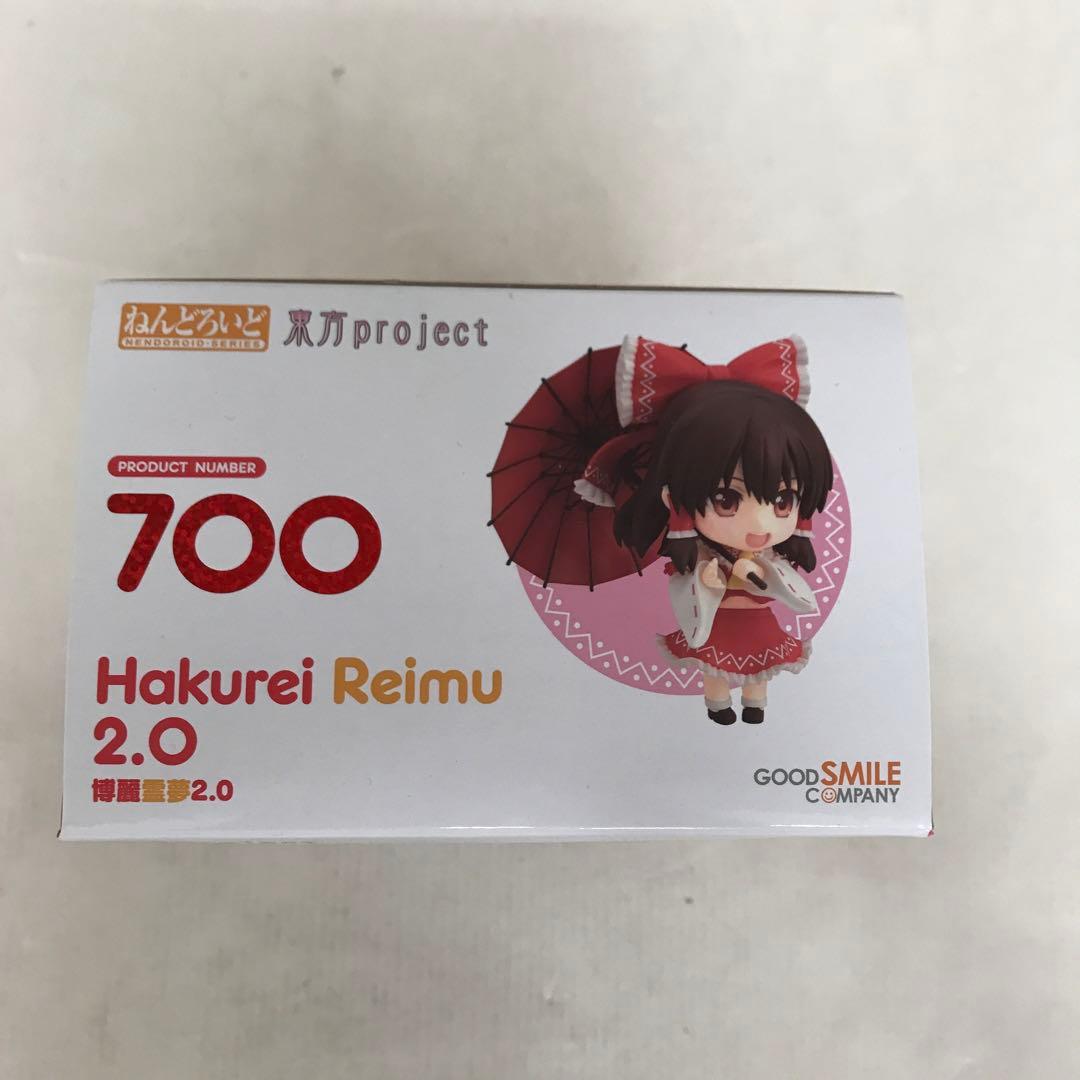 ねんどろいど
NENDOROID·SERIES
東方project
PRODUCT NUMBER
700
Hakurei Reimu
2.0
博麗霊夢2.0
GOOD SMILE
COMPANY